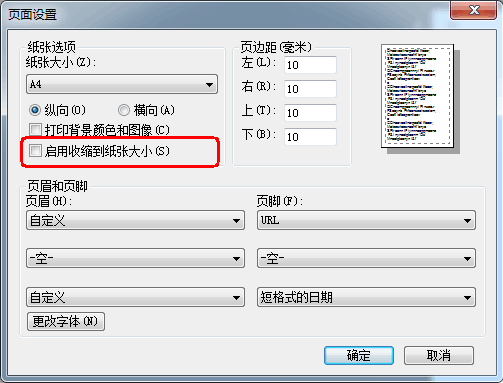 页面设置
纸张选项
纸张大小(Z):
A4
纵向(O) 横向(A)
打印背景颜色和图像(C)
启用收缩到纸张大小(S)
页边距(毫米)
左(L): 10
右(R): 10
上(T): 10
下(B): 10
页眉和页脚
页眉(H): 页脚(F):
自定义 URL
-空- -空-
自定义 短格式的日期
更改字体(N)
确定 取消